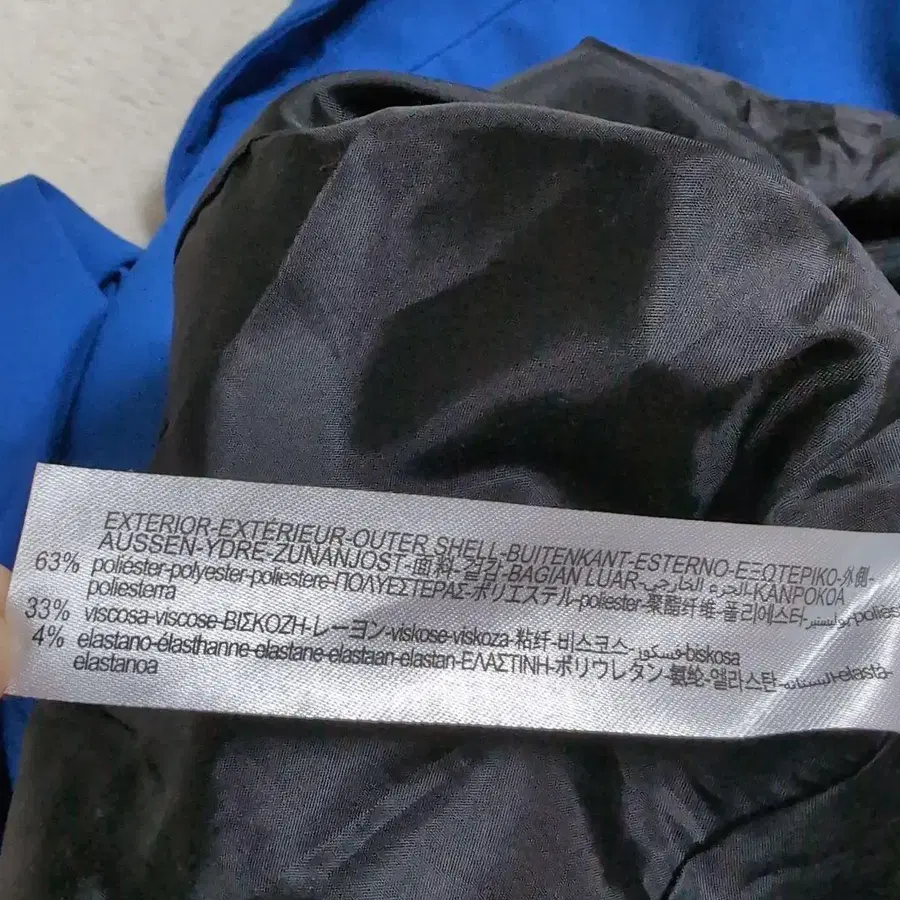 EXTERIOR-EXTÉRIEUR-OUTER SHELL-BUITENKANT-ESTERNO-ΕΞΩΤΕΡΙΚΟ-外側-
AUSSEN-YDRE-ZUNANJOST-面料-겉감-BAGIAN LUAR-الجزء الخارجي-KANPOKOA
63% poliéster-polyester-poliestere-ΠΟΛΥΕΣΤΕΡΑΣ-ポリエステル-poliester-聚酯纤维-폴리에스터-بوليستير-polies
poliesterra
33% viscosa-viscose-ΒΙΣΚΟΖΗ-レーヨン-viskose-viskoza-粘纤-비스코스-فسكوز-biskosa
4% elastano-élasthanne-elastane-elastaan-elastan-ΕΛΑΣΤΙΝΗ-ポリウレタン-氨纶-엘라스탄-elasta-
elastanoa